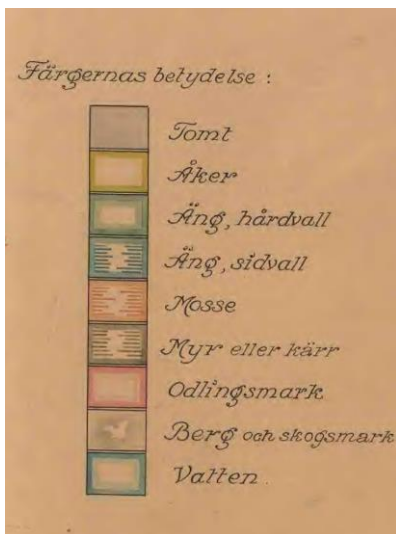 Färgernas betydelse :
Tomt
Åker
Äng, hårdvall
Äng, sidvall
Mosse
Myr eller kärr
Odlingsmark
Berg och skogsmark
Vatten.